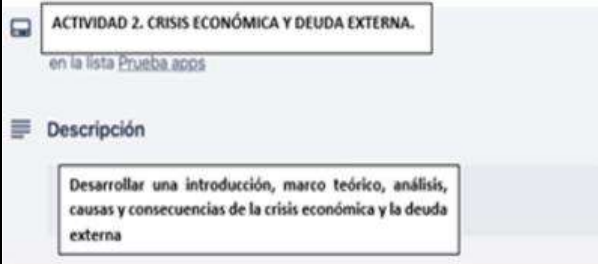 ACTIVIDAD 2. CRISIS ECONÓMICA Y DEUDA EXTERNA.
en la lista Prueba apps
Descripción
Desarrollar una introducción, marco teórico, análisis,
causas y consecuencias de la crisis económica y la deuda
externa